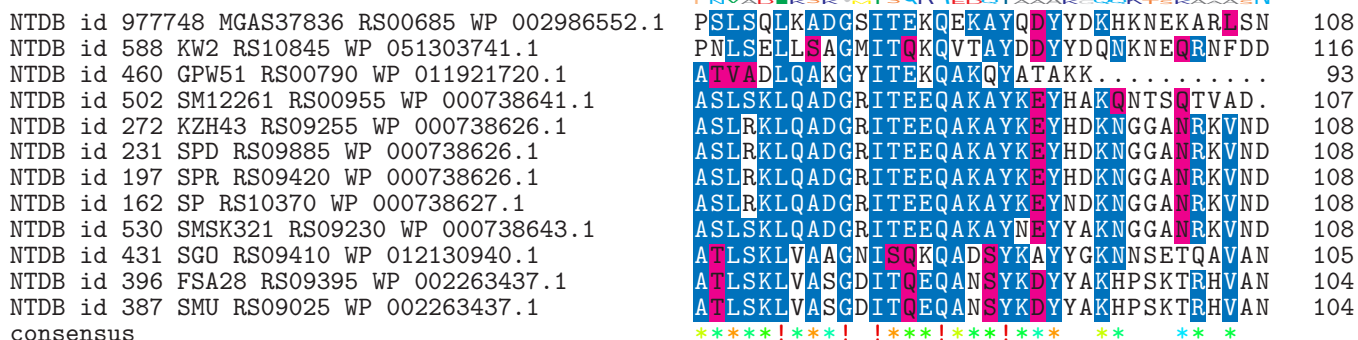 NTDB id 977748 MGAS37836 RS00685 WP 002986552.1 PSLSQLKADGSITEKQEKAYQDYYDKHKNEKARLSN 108
NTDB id 588 KW2 RS10845 WP 051303741.1 PNLSELLSAGMITQKQVTAYDDYYDQNKNEQRNFDD 116
NTDB id 460 GPW51 RS00790 WP 011921720.1 ATVADLQAKGYITEKQAKQYATAKK........... 93
NTDB id 502 SM12261 RS00955 WP 000738641.1 ASLSKLQADGRITEEQAKAYKEYHAKQNTSQTVAD. 107
NTDB id 272 KZH43 RS09255 WP 000738626.1 ASLRKLQADGRITEEQAKAYKEYHDKNGGANRKVND 108
NTDB id 231 SPD RS09885 WP 000738626.1 ASLRKLQADGRITEEQAKAYKEYHDKNGGANRKVND 108
NTDB id 197 SPR RS09420 WP 000738626.1 ASLRKLQADGRITEEQAKAYKEYHDKNGGANRKVND 108
NTDB id 162 SP RS10370 WP 000738627.1 ASLRKLQADGRITEEQAKAYKEYNDKNGGANRKVND 108
NTDB id 530 SMSK321 RS09230 WP 000738643.1 ASLSKLQADGRITEEQAKAYNEYYAKNGGANRKVND 108
NTDB id 431 SGO RS09410 WP 012130940.1 ATLSKLVAAGNISQKQADSYKAYYGKNNSETQAVAN 105
NTDB id 396 FSA28 RS09395 WP 002263437.1 ATLSKLVASGDITQEQANSYKDYYAKHPSKTRHVAN 104
NTDB id 387 SMU RS09025 WP 002263437.1 ATLSKLVASGDITQEQANSYKDYYAKHPSKTRHVAN 104
consensus *****!***! !***!***!***  **   ** *